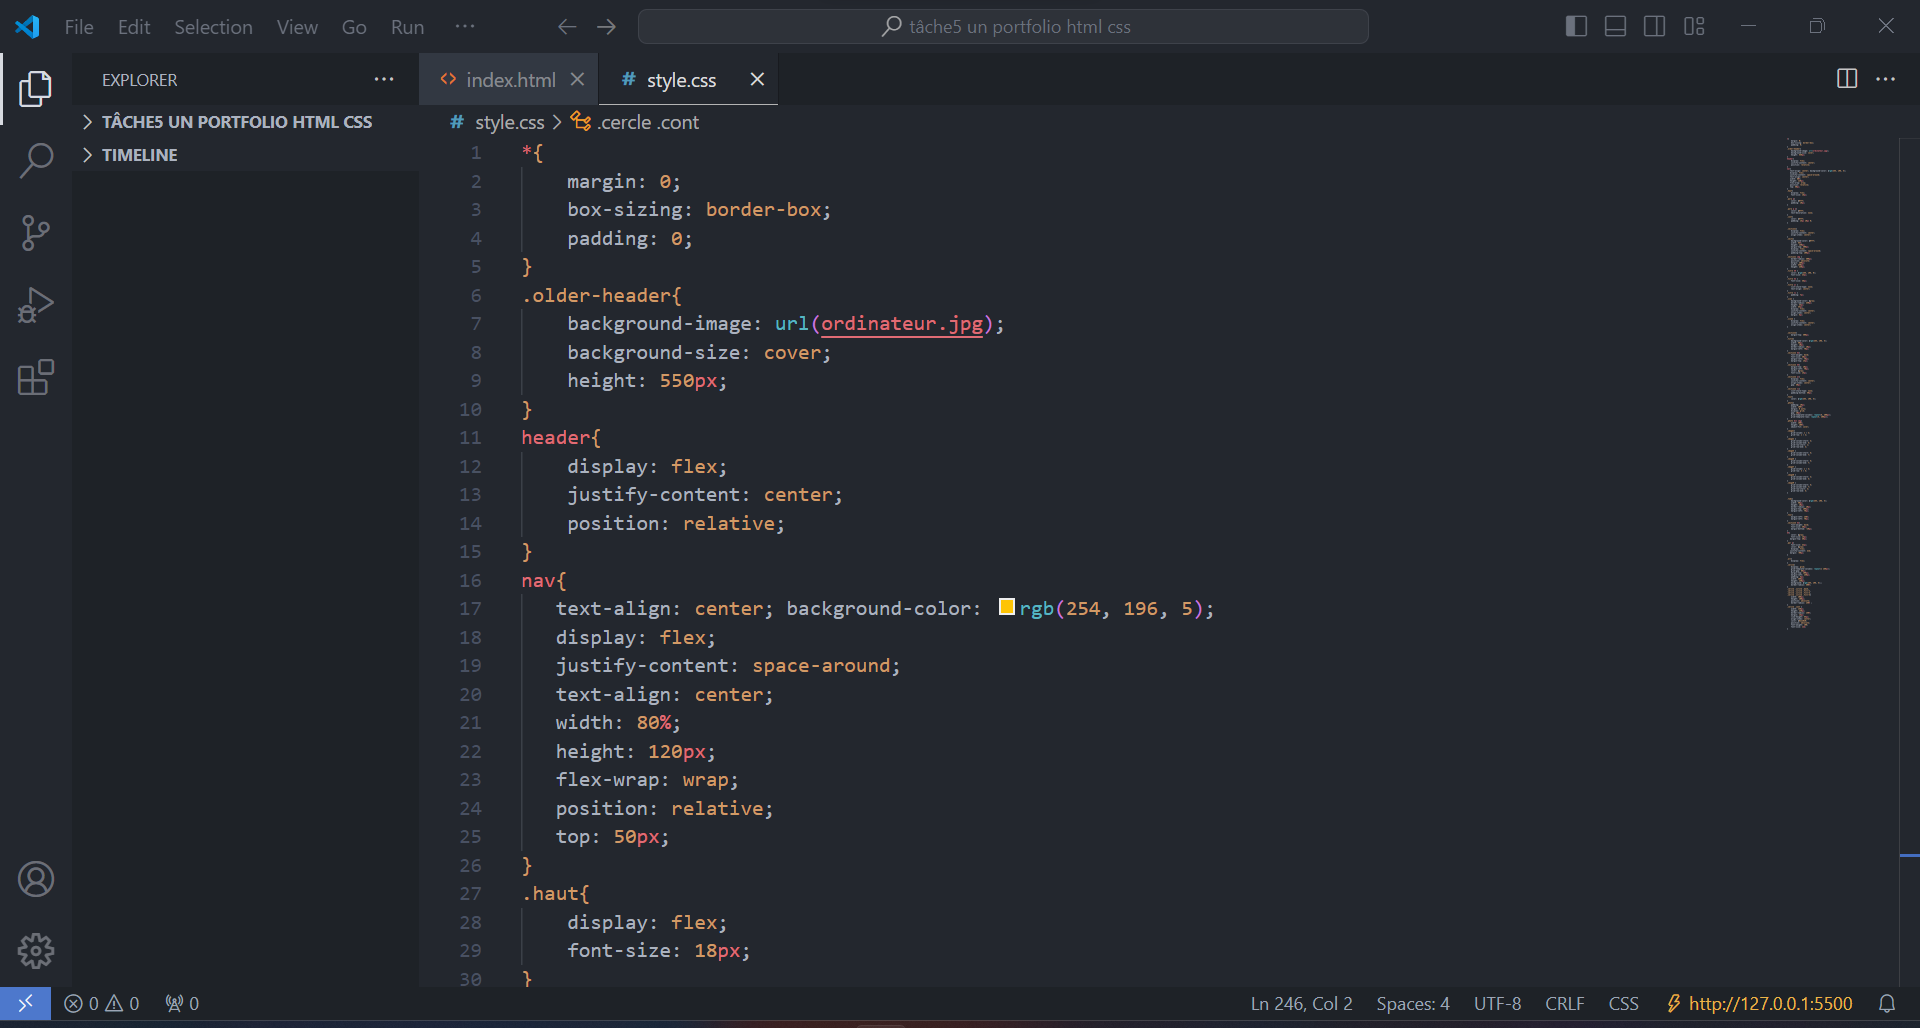 File Edit Selection View Go Run ···
tâche5 un portfolio html css
EXPLORER ···
TÂCHE5 UN PORTFOLIO HTML CSS
TIMELINE
<> index.html
# style.css
# style.css > .cercle .cont
1 *{
2 margin: 0;
3 box-sizing: border-box;
4 padding: 0;
5 }
6 .older-header{
7 background-image: url(ordinateur.jpg);
8 background-size: cover;
9 height: 550px;
10 }
11 header{
12 display: flex;
13 justify-content: center;
14 position: relative;
15 }
16 nav{
17 text-align: center; background-color: rgb(254, 196, 5);
18 display: flex;
19 justify-content: space-around;
20 text-align: center;
21 width: 80%;
22 height: 120px;
23 flex-wrap: wrap;
24 position: relative;
25 top: 50px;
26 }
27 .haut{
28 display: flex;
29 font-size: 18px;
30 }
0 0 0
Ln 246, Col 2 Spaces: 4 UTF-8 CRLF CSS http://127.0.0.1:5500